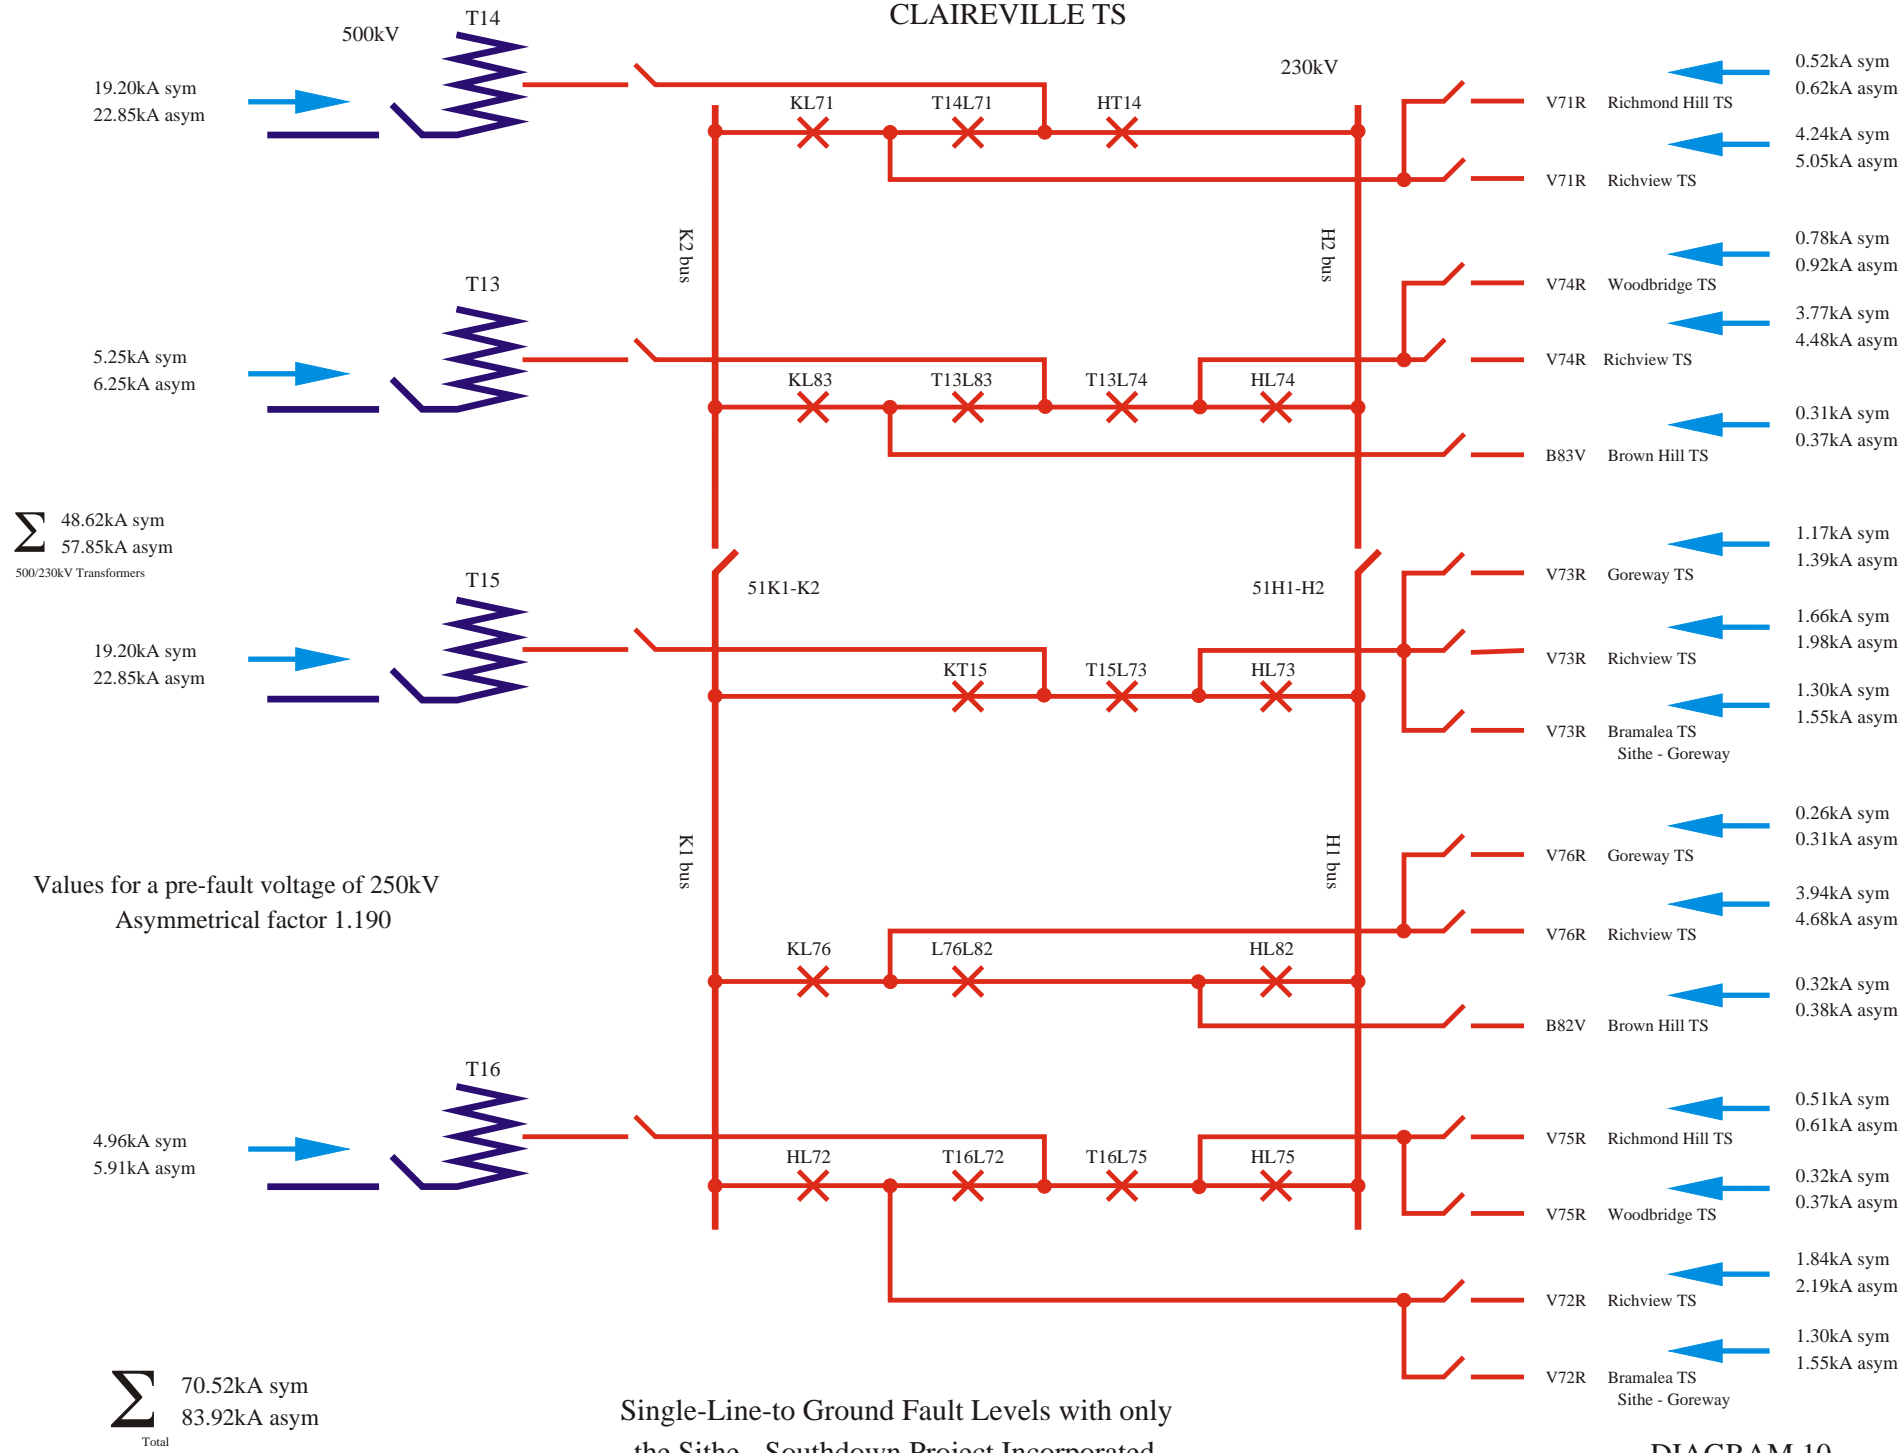 CLAIREVILLE TS
T14
500kV
230kV
19.20kA sym
22.85kA asym
KL71
T14L71
HT14
V71R Richmond Hill TS
0.52kA sym
0.62kA asym
V71R Richview TS
4.24kA sym
5.05kA asym
K2 bus
H2 bus
T13
5.25kA sym
6.25kA asym
KL83
T13L83
T13L74
HL74
V74R Woodbridge TS
0.78kA sym
0.92kA asym
V74R Richview TS
3.77kA sym
4.48kA asym
B83V Brown Hill TS
0.31kA sym
0.37kA asym
Σ 48.62kA sym
57.85kA asym
500/230kV Transformers
51K1-K2
51H1-H2
T15
19.20kA sym
22.85kA asym
KT15
T15L73
HL73
V73R Goreway TS
1.17kA sym
1.39kA asym
V73R Richview TS
1.66kA sym
1.98kA asym
V73R Bramalea TS
Sithe - Goreway
1.30kA sym
1.55kA asym
K1 bus
H1 bus
Values for a pre-fault voltage of 250kV
Asymmetrical factor 1.190
KL76
L76L82
HL82
V76R Goreway TS
0.26kA sym
0.31kA asym
V76R Richview TS
3.94kA sym
4.68kA asym
B82V Brown Hill TS
0.32kA sym
0.38kA asym
T16
4.96kA sym
5.91kA asym
HL72
T16L72
T16L75
HL75
V75R Richmond Hill TS
0.51kA sym
0.61kA asym
V75R Woodbridge TS
0.32kA sym
0.37kA asym
V72R Richview TS
1.84kA sym
2.19kA asym
V72R Bramalea TS
Sithe - Goreway
1.30kA sym
1.55kA asym
Σ 70.52kA sym
83.92kA asym
Total
Single-Line-to Ground Fault Levels with only
the Sithe - Southdown Project Incorporated
DIAGRAM 10